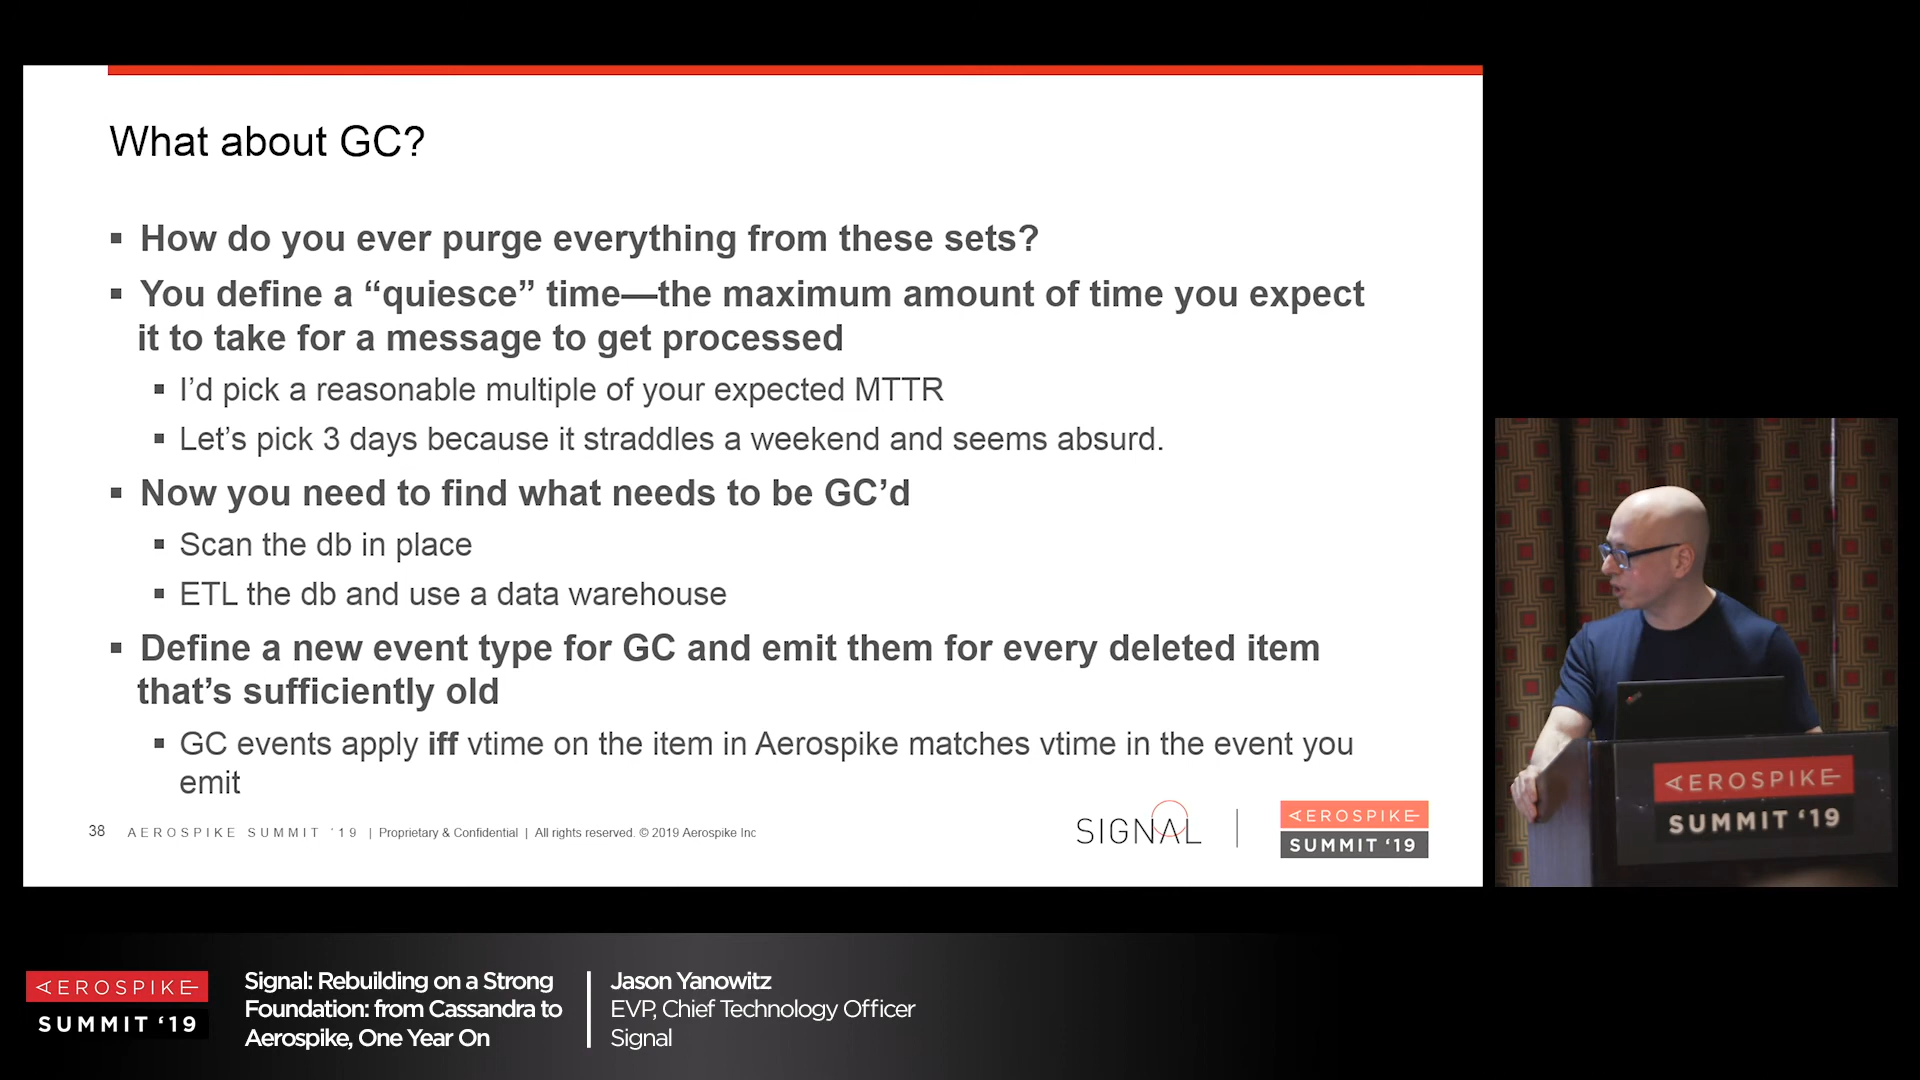 What about GC?
▪ How do you ever purge everything from these sets?
▪ You define a “quiesce” time—the maximum amount of time you expect
it to take for a message to get processed
▪ I’d pick a reasonable multiple of your expected MTTR
▪ Let’s pick 3 days because it straddles a weekend and seems absurd.
▪ Now you need to find what needs to be GC’d
▪ Scan the db in place
▪ ETL the db and use a data warehouse
▪ Define a new event type for GC and emit them for every deleted item
that’s sufficiently old
▪ GC events apply iff vtime on the item in Aerospike matches vtime in the event you
emit
38 AEROSPIKE SUMMIT ‘19 | Proprietary & Confidential | All rights reserved. © 2019 Aerospike Inc
SIGNAL
AEROSPIKE
SUMMIT ‘19
AEROSPIKE
SUMMIT ‘19
AEROSPIKE
SUMMIT ‘19
Signal: Rebuilding on a Strong
Foundation: from Cassandra to
Aerospike, One Year On
Jason Yanowitz
EVP, Chief Technology Officer
Signal